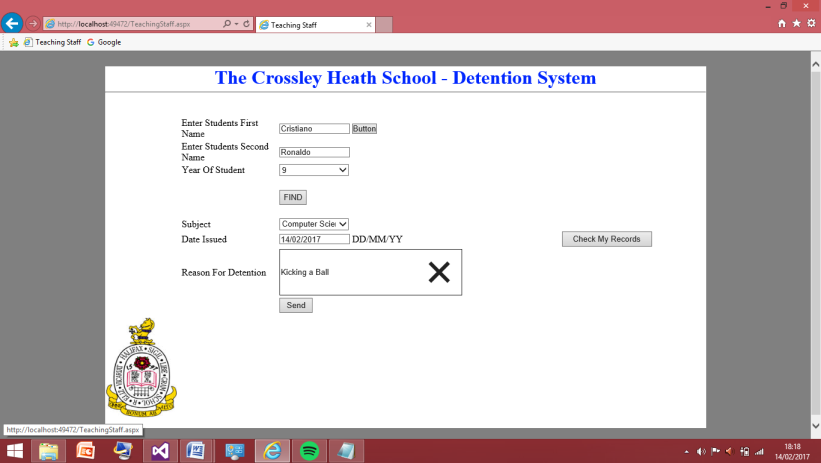 http://localhost:49472/TeachingStaff.aspx
Teaching Staff
Teaching Staff
Google
The Crossley Heath School - Detention System
Enter Students First
Name
Cristiano
Button
Enter Students Second
Name
Ronaldo
Year Of Student
9
FIND
Subject
Computer Scie
Date Issued
14/02/2017
DD/MM/YY
Check My Records
Reason For Detention
Kicking a Ball
Send
http://localhost:49472/TeachingStaff.aspx
18:18
14/02/2017